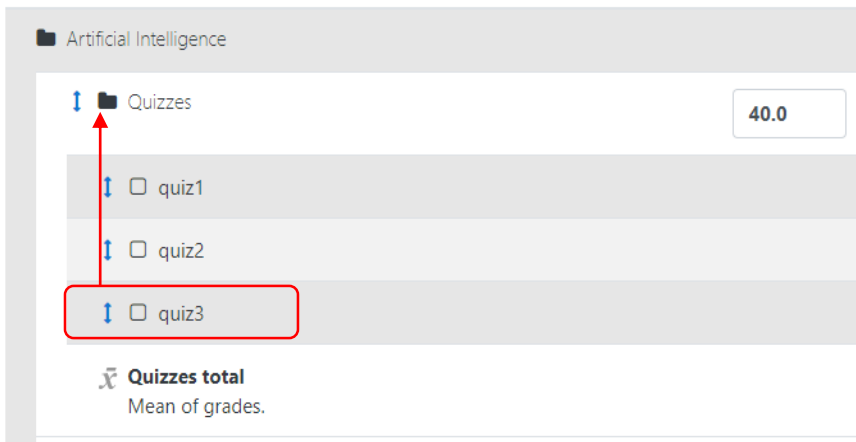 Artificial Intelligence
Quizzes
40.0
quiz1
quiz2
quiz3
x̄ Quizzes total
Mean of grades.